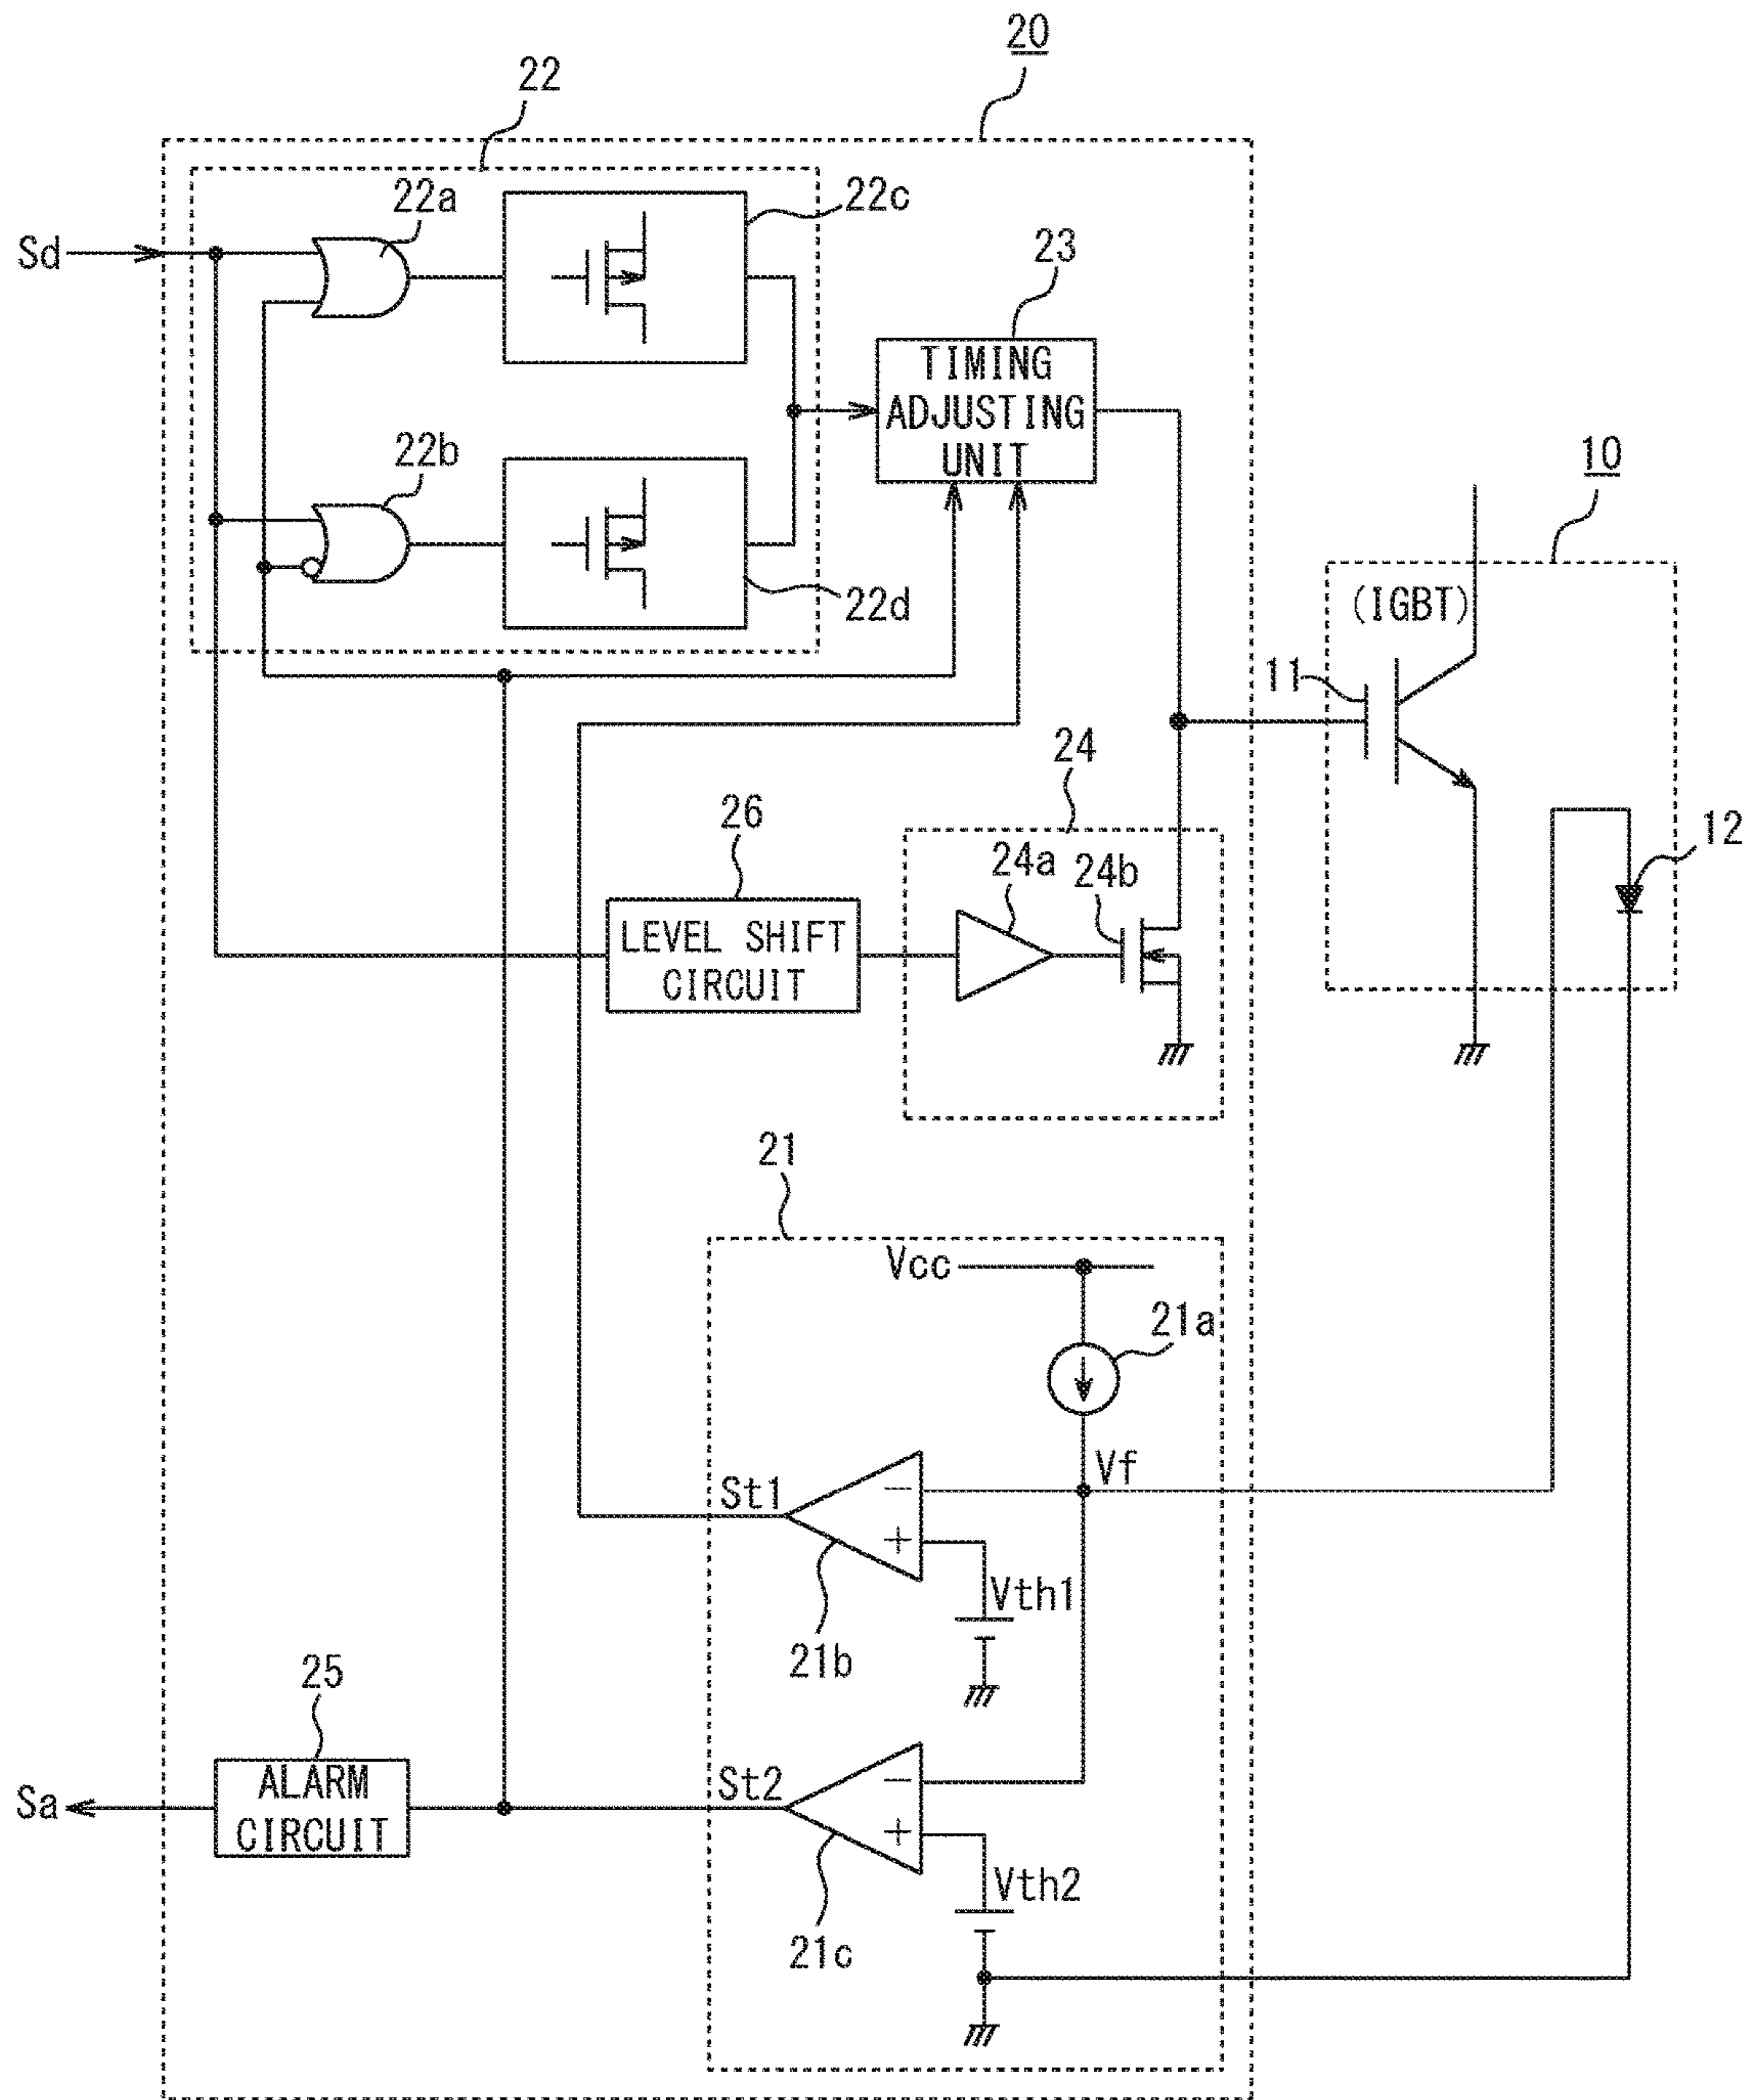 20
22
22a
22c
Sd
23
TIMING
ADJUSTING
UNIT
22b
10
22d
(IGBT)
11
24
26
24a
24b
12
LEVEL SHIFT
CIRCUIT
21
Vcc
21a
Vf
St1
−
+
Vth1
21b
25
ALARM
CIRCUIT
Sa
St2
−
+
Vth2
21c